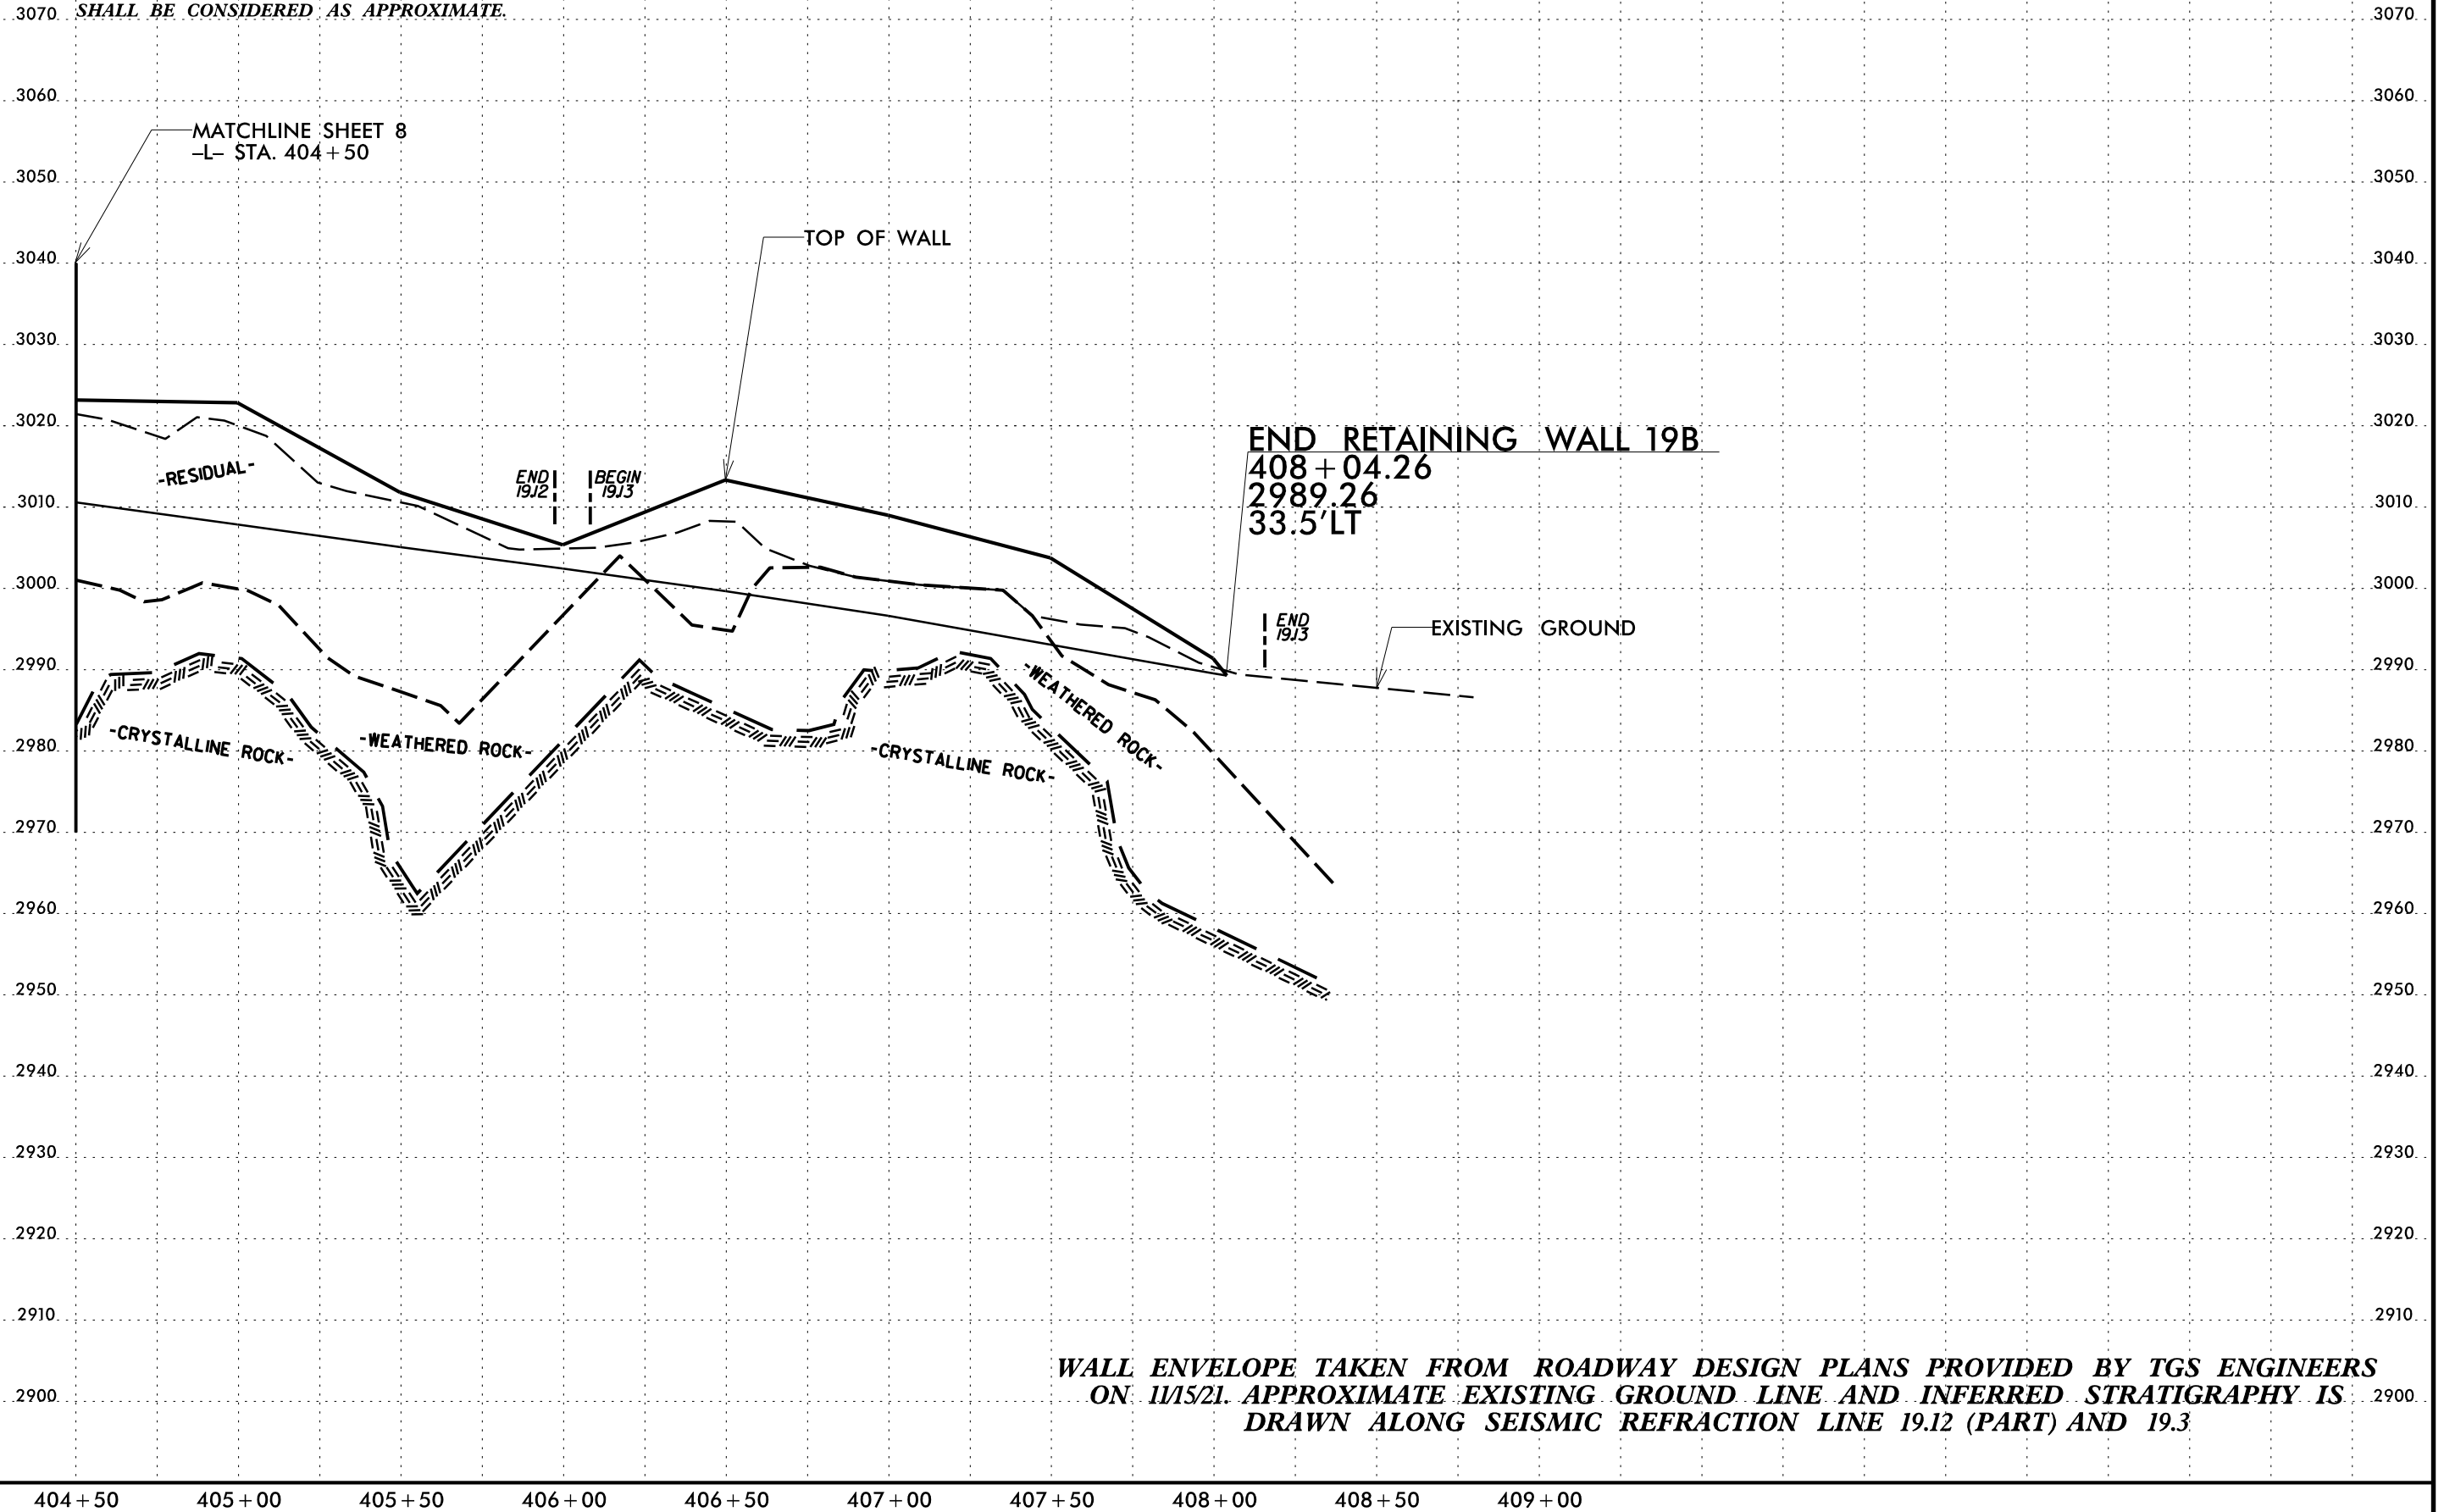 SHALL BE CONSIDERED AS APPROXIMATE.
3070 3070
3060 3060
MATCHLINE SHEET 8
-L- STA. 404+50
3050 3050
TOP OF WALL
3040 3040
3030 3030
3020 3020
END RETAINING WALL 19B
408+04.26
2989.26
33.5'LT
-RESIDUAL-
END
19.12
BEGIN
19.13
3010 3010
3000 3000
END
19.13
EXISTING GROUND
2990 2990
-WEATHERED ROCK-
-CRYSTALLINE ROCK-
-WEATHERED ROCK-
-CRYSTALLINE ROCK-
2980 2980
2970 2970
2960 2960
2950 2950
2940 2940
2930 2930
2920 2920
2910 2910
WALL ENVELOPE TAKEN FROM ROADWAY DESIGN PLANS PROVIDED BY TGS ENGINEERS
ON 11/15/21. APPROXIMATE EXISTING GROUND LINE AND INFERRED STRATIGRAPHY IS
DRAWN ALONG SEISMIC REFRACTION LINE 19.12 (PART) AND 19.3
2900 2900
404+50 405+00 405+50 406+00 406+50 407+00 407+50 408+00 408+50 409+00